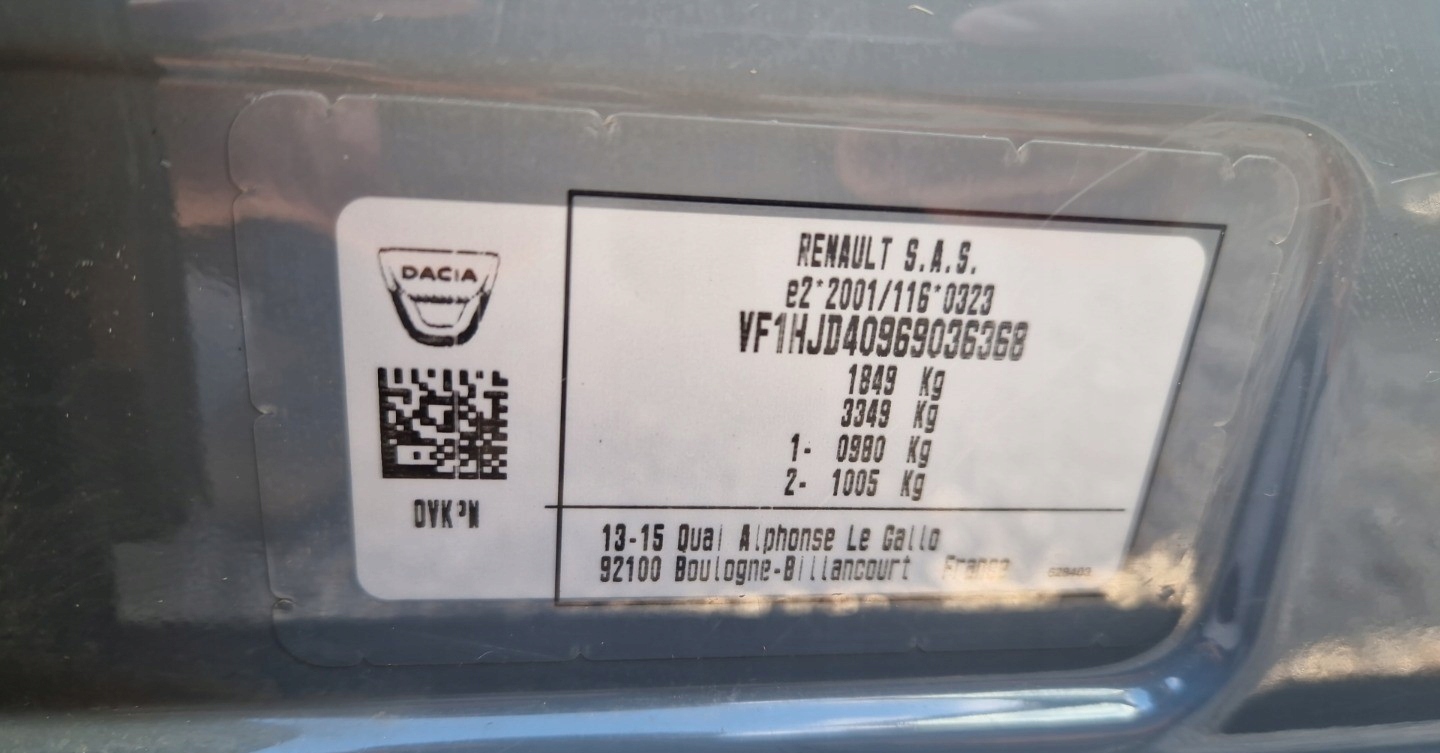 DACIA
RENAULT S.A.S.
e2*2001/116*0323
VF1HJD40969036368
1849 Kg
3349 Kg
1- 0980 Kg
2- 1005 Kg
13-15 Quai Alphonse Le Gallo
92100 Boulogne-Billancourt France